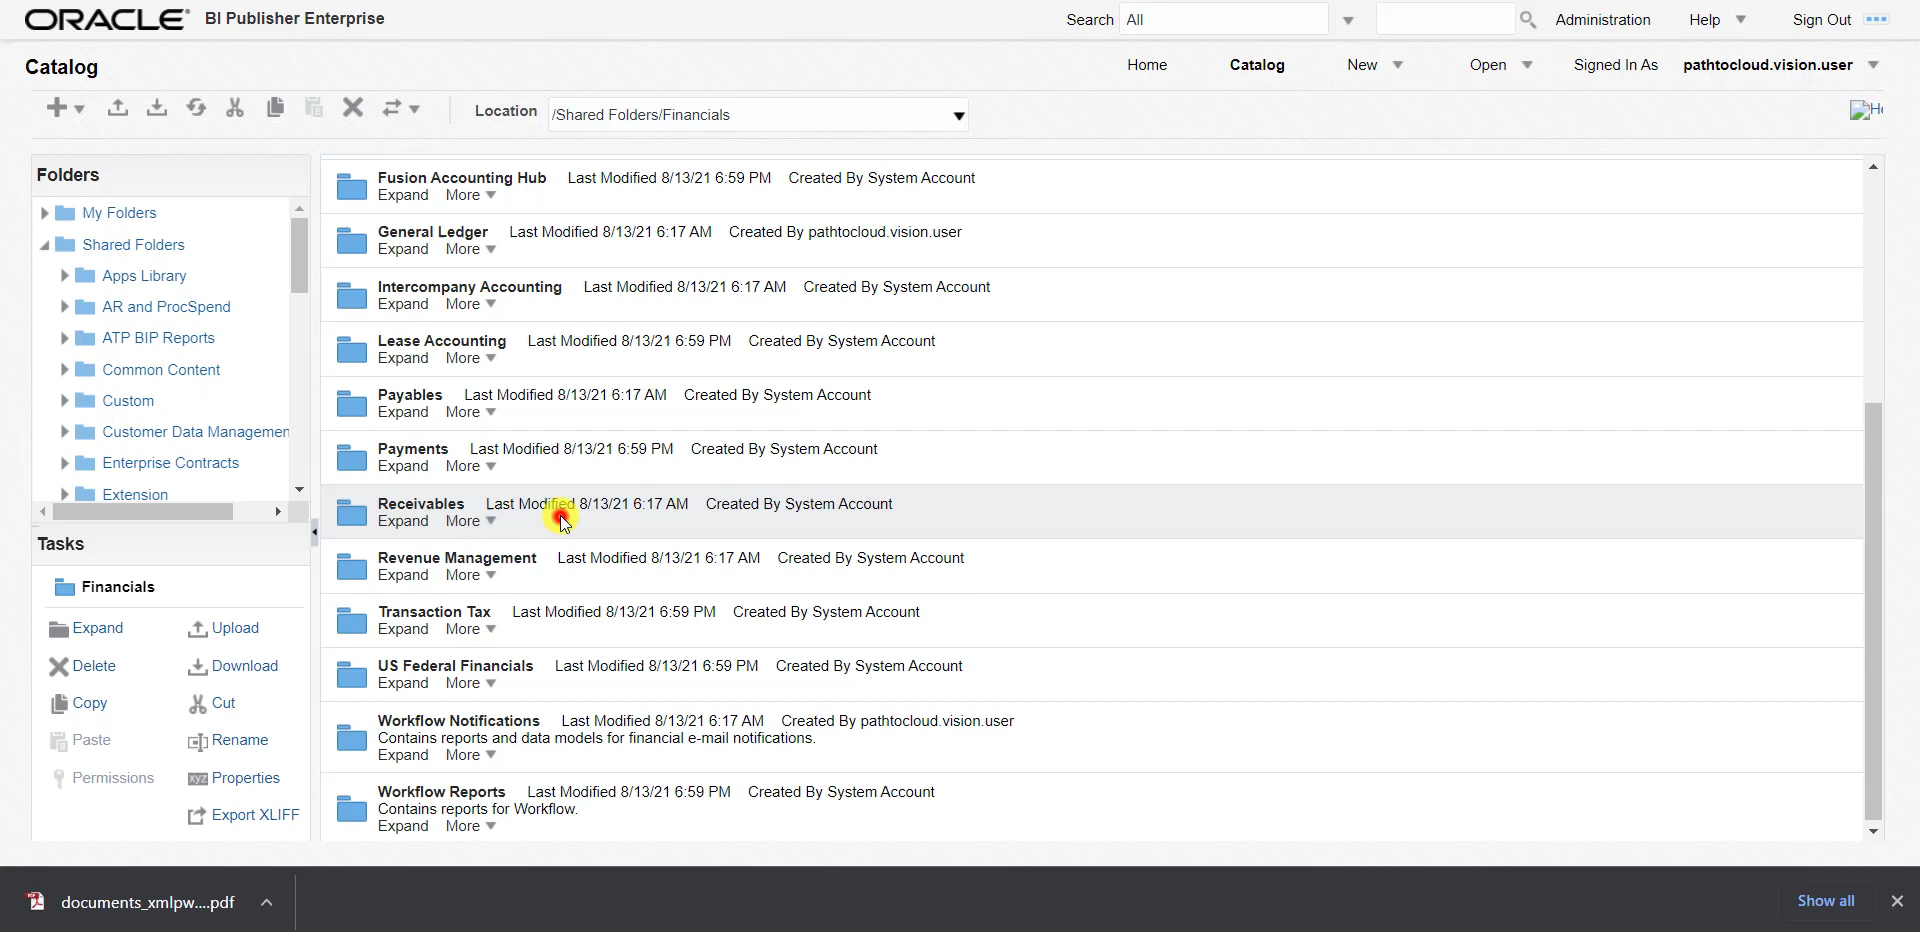 ORACLE BI Publisher Enterprise Search All Administration Help Sign Out
Catalog Home Catalog New Open Signed In As pathtocloud.vision.user
Location /Shared Folders/Financials
Folders
My Folders
Shared Folders
Apps Library
AR and ProcSpend
ATP BIP Reports
Common Content
Custom
Customer Data Managemen
Enterprise Contracts
Extension
Tasks
Financials
Expand Upload
Delete Download
Copy Cut
Paste Rename
Permissions xyz Properties
Export XLIFF
Fusion Accounting Hub Last Modified 8/13/21 6:59 PM Created By System Account
Expand More
General Ledger Last Modified 8/13/21 6:17 AM Created By pathtocloud.vision.user
Expand More
Intercompany Accounting Last Modified 8/13/21 6:17 AM Created By System Account
Expand More
Lease Accounting Last Modified 8/13/21 6:59 PM Created By System Account
Expand More
Payables Last Modified 8/13/21 6:17 AM Created By System Account
Expand More
Payments Last Modified 8/13/21 6:59 PM Created By System Account
Expand More
Receivables Last Modified 8/13/21 6:17 AM Created By System Account
Expand More
Revenue Management Last Modified 8/13/21 6:17 AM Created By System Account
Expand More
Transaction Tax Last Modified 8/13/21 6:59 PM Created By System Account
Expand More
US Federal Financials Last Modified 8/13/21 6:59 PM Created By System Account
Expand More
Workflow Notifications Last Modified 8/13/21 6:17 AM Created By pathtocloud.vision.user
Contains reports and data models for financial e-mail notifications.
Expand More
Workflow Reports Last Modified 8/13/21 6:59 PM Created By System Account
Contains reports for Workflow.
Expand More
documents_xmlpw....pdf Show all